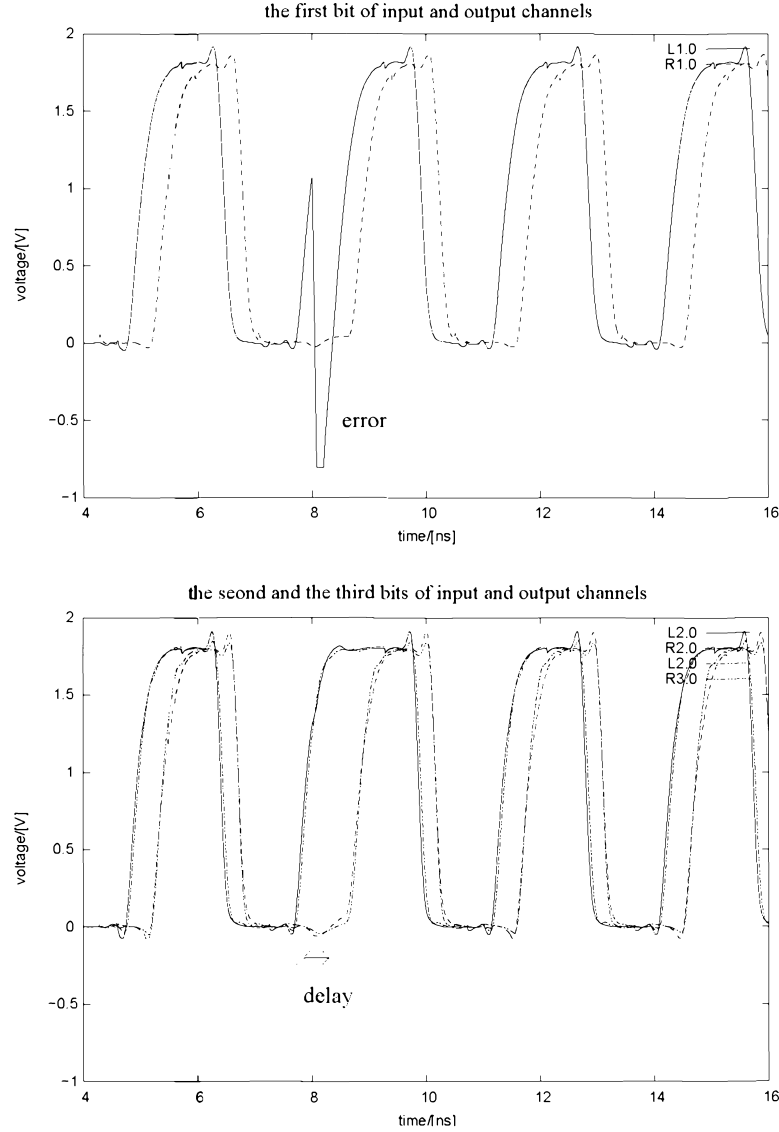 the first bit of input and output channels
2
1.5
1
0.5
0
−0.5
−1
voltage/[V]
L1.0
R1.0
error
4 6 8 10 12 14 16
time/[ns]
the seond and the third bits of input and output channels
2
1.5
1
0.5
0
−0.5
−1
voltage/[V]
L2.0
R2.0
L2.0
R3.0
delay
4 6 8 10 12 14 16
time/[ns]